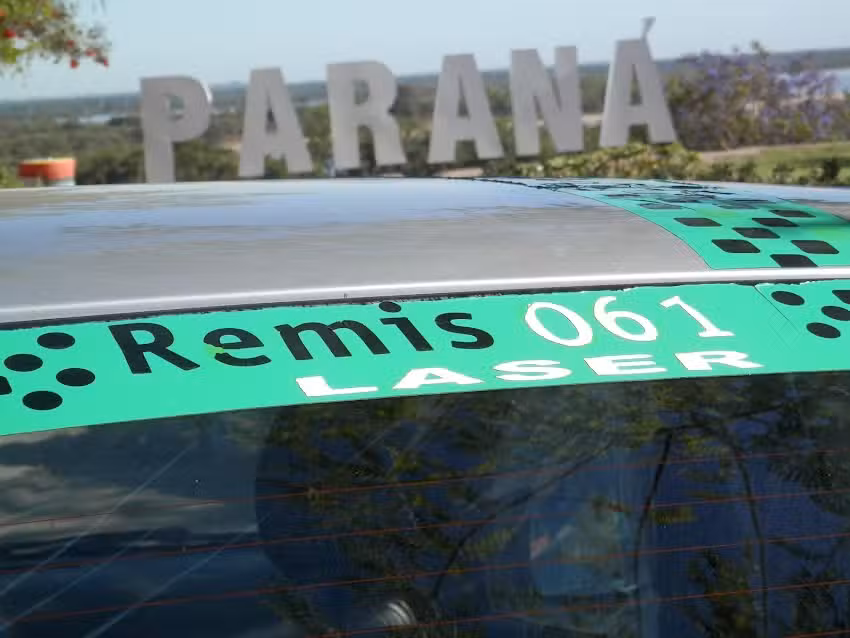 PARANÁ
Remis 061
LASER